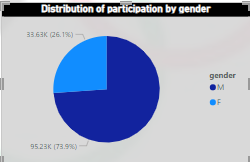 Distribution of participation by gender
33.63K (26.1%)
gender
M
F
95.23K (73.9%)